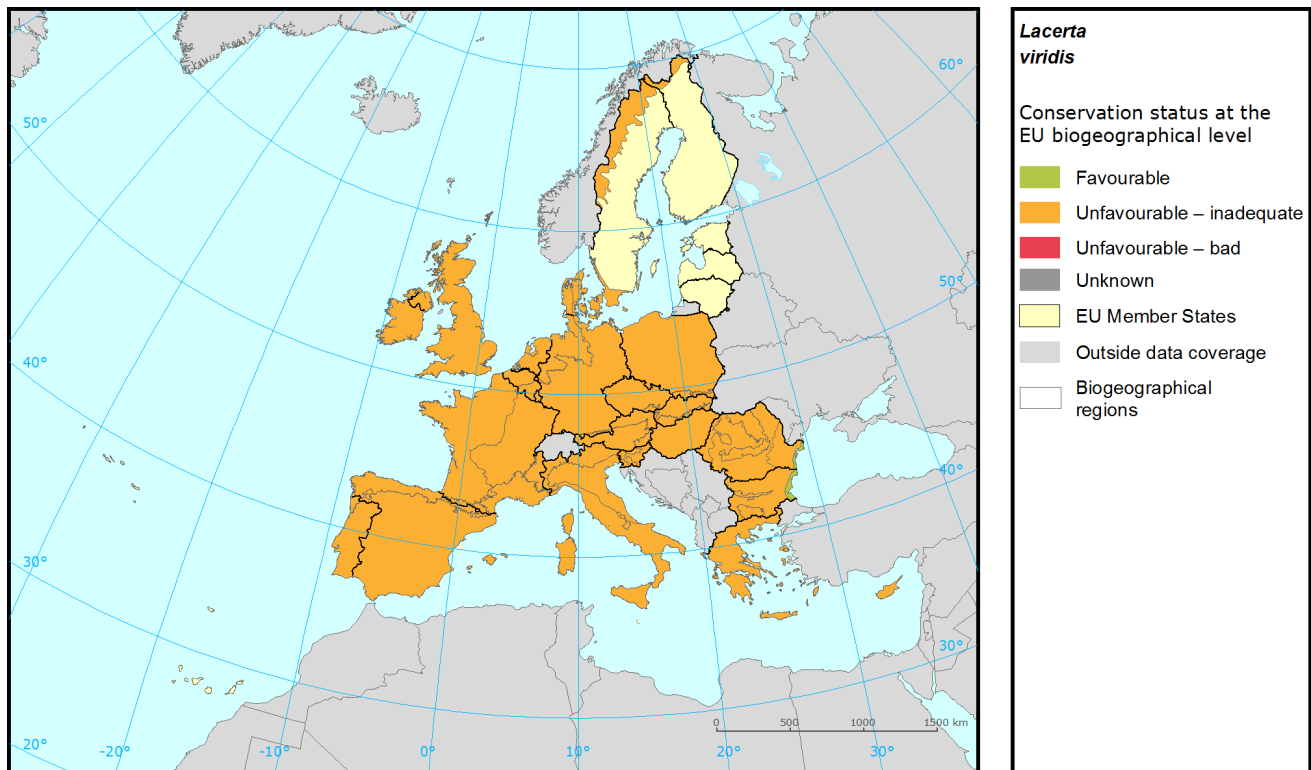 60°
50°
50°
40°
40°
30°
30°
20°
-20°
-10°
0°
10°
20°
30°
0 500 1000 1500 km
Lacerta
viridis
Conservation status at the
EU biogeographical level
Favourable
Unfavourable – inadequate
Unfavourable – bad
Unknown
EU Member States
Outside data coverage
Biogeographical
regions